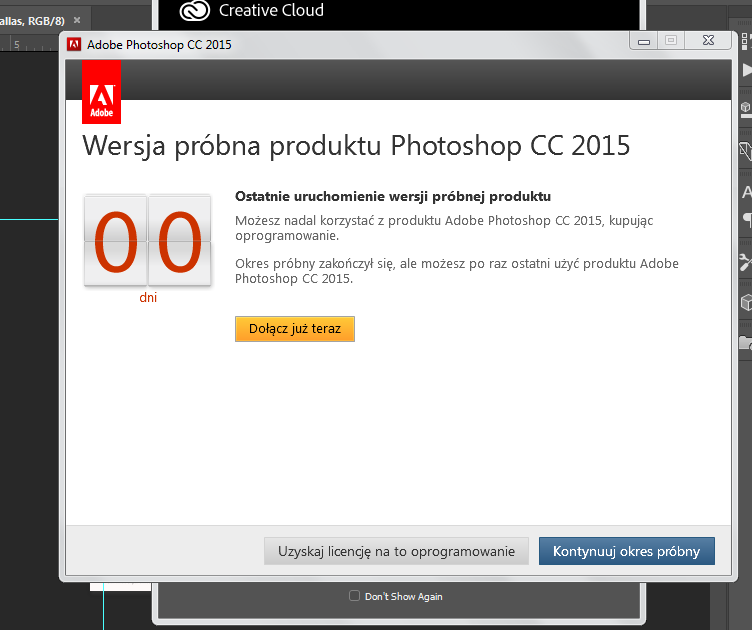 Creative Cloud
allas, RGB/8) ×
5
Adobe Photoshop CC 2015
Adobe
Wersja próbna produktu Photoshop CC 2015
00
dni
Ostatnie uruchomienie wersji próbnej produktu
Możesz nadal korzystać z produktu Adobe Photoshop CC 2015, kupując
oprogramowanie.
Okres próbny zakończył się, ale możesz po raz ostatni użyć produktu Adobe
Photoshop CC 2015.
Dołącz już teraz
Uzyskaj licencję na to oprogramowanie
Kontynuuj okres próbny
Don't Show Again